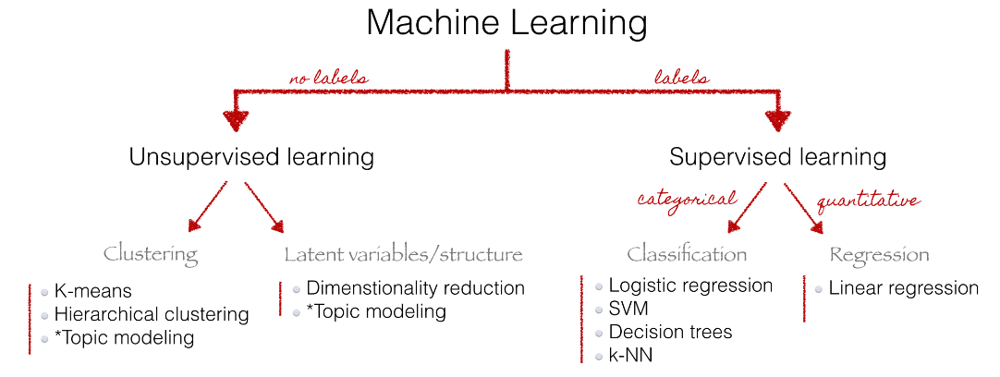 Machine Learning
no labels
labels
Unsupervised learning
Supervised learning
categorical
quantitative
Clustering
Latent variables/structure
Classification
Regression
K-means
Hierarchical clustering
*Topic modeling
Dimenstionality reduction
*Topic modeling
Logistic regression
SVM
Decision trees
k-NN
Linear regression